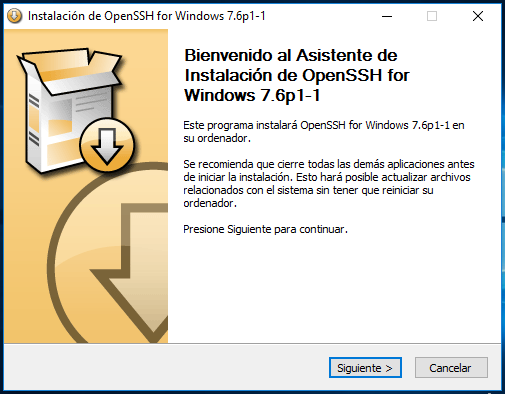 Instalación de OpenSSH for Windows 7.6p1-1
Bienvenido al Asistente de
Instalación de OpenSSH for
Windows 7.6p1-1
Este programa instalará OpenSSH for Windows 7.6p1-1 en
su ordenador.
Se recomienda que cierre todas las demás aplicaciones antes
de iniciar la instalación. Esto hará posible actualizar archivos
relacionados con el sistema sin tener que reiniciar su
ordenador.
Presione Siguiente para continuar.
Siguiente >
Cancelar